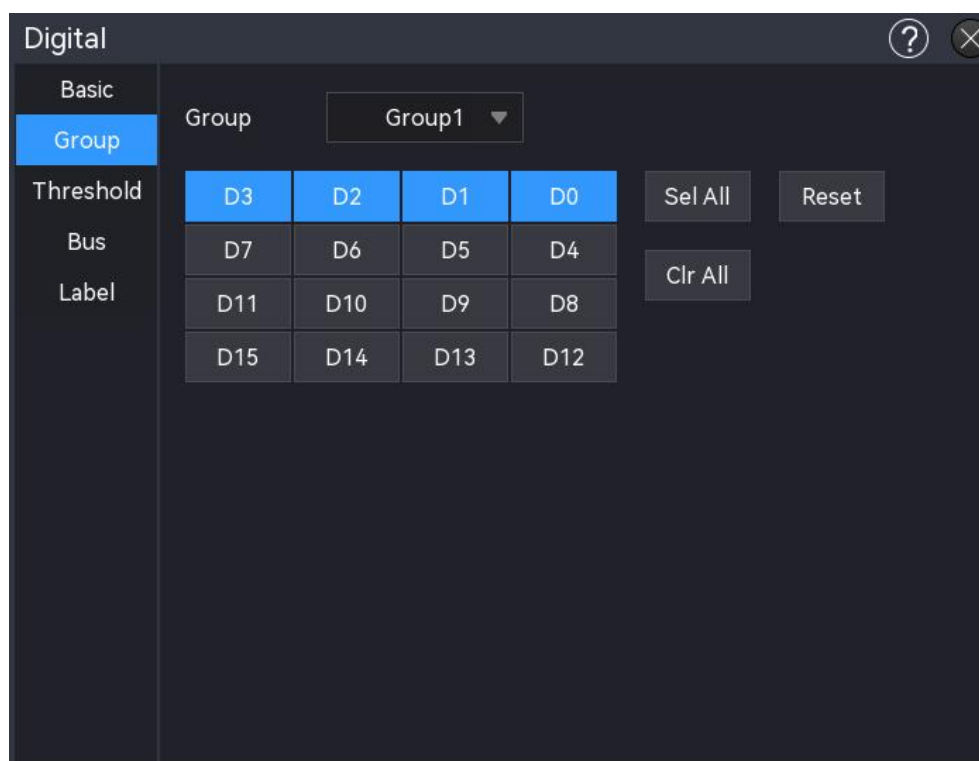 Digital ?
Basic
Group
Threshold
Bus
Label
Group Group1
D3 D2 D1 D0 Sel All Reset
D7 D6 D5 D4
Clr All
D11 D10 D9 D8
D15 D14 D13 D12